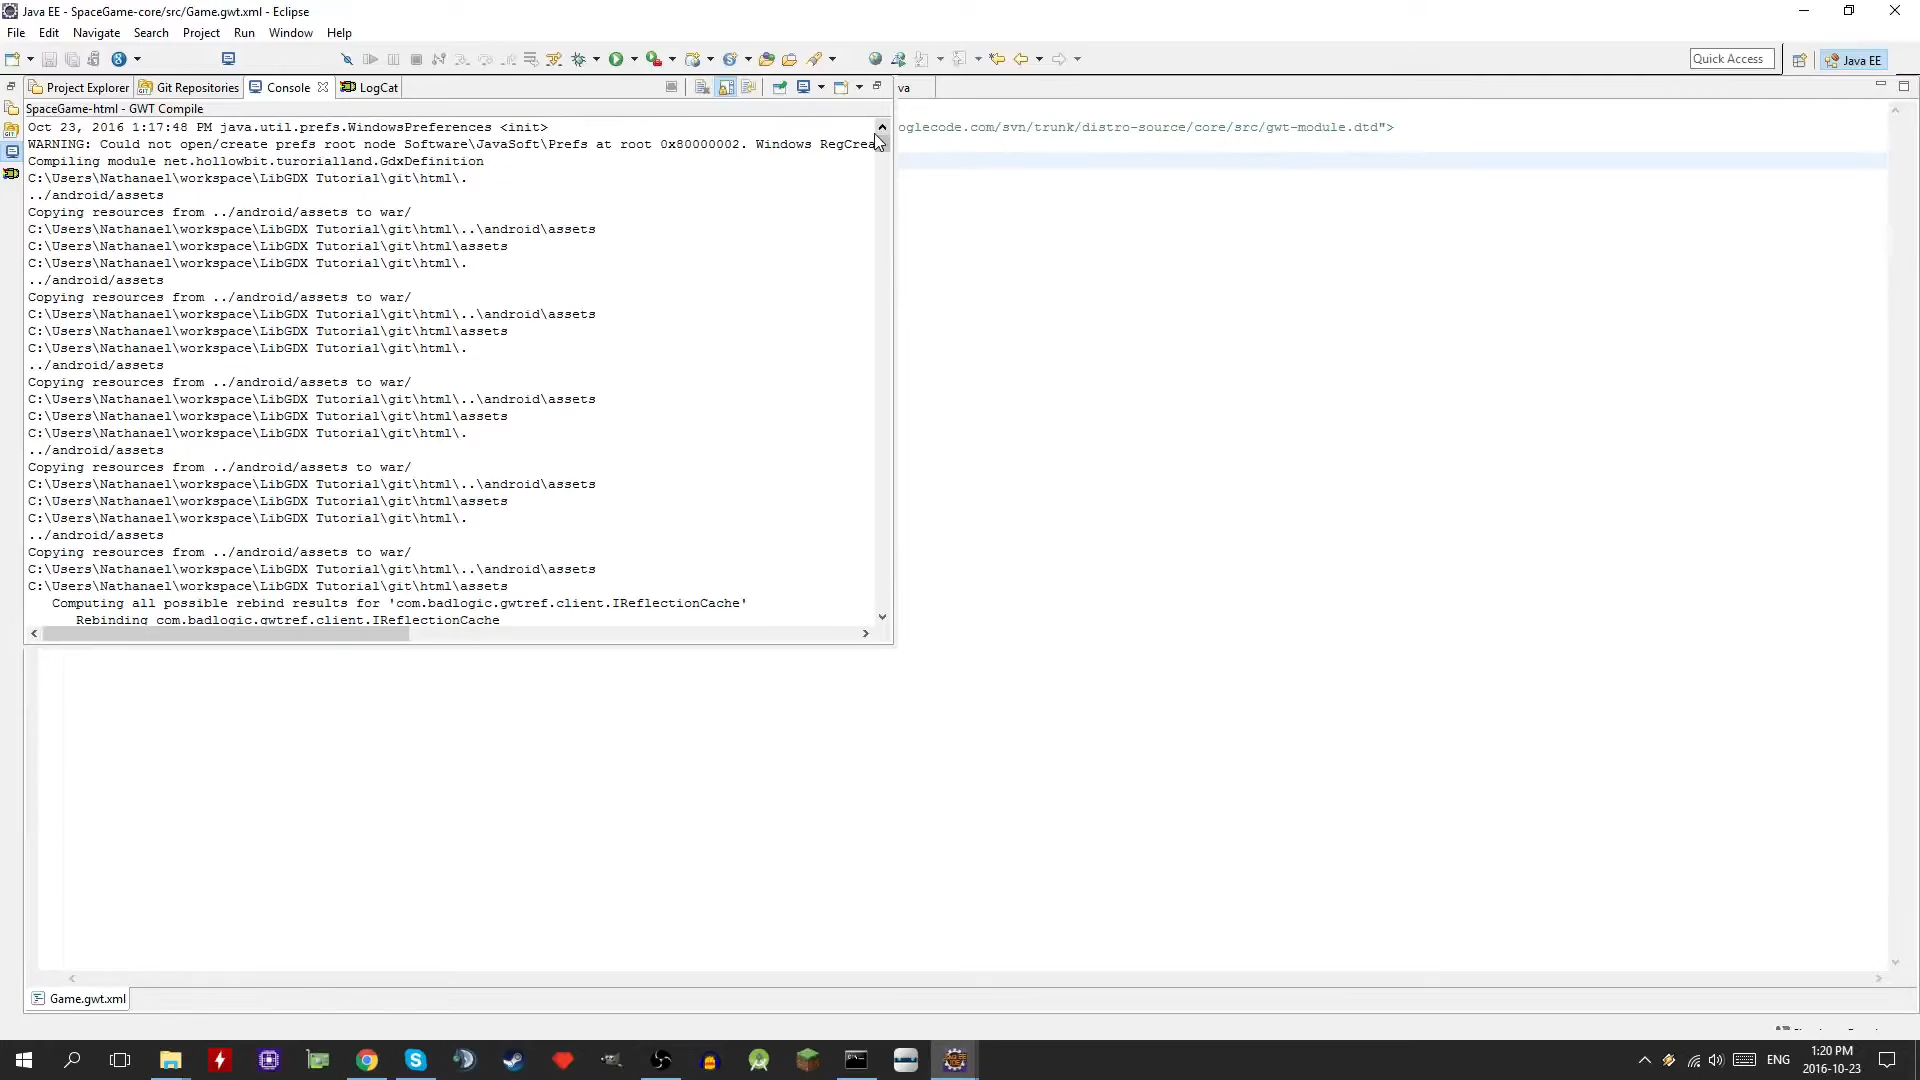 Java EE - SpaceGame-core/src/Game.gwt.xml - Eclipse
File Edit Navigate Search Project Run Window Help
Quick Access
Java EE
Project Explorer Git Repositories Console LogCat
va
SpaceGame-html - GWT Compile
Oct 23, 2016 1:17:48 PM java.util.prefs.WindowsPreferences <init>
oglecode.com/svn/trunk/distro-source/core/src/gwt-module.dtd">
WARNING: Could not open/create prefs root node Software\JavaSoft\Prefs at root 0x80000002. Windows RegCrea
Compiling module net.hollowbit.turorialland.GdxDefinition
C:\Users\Nathanael\workspace\LibGDX Tutorial\git\html\.
../android/assets
Copying resources from ../android/assets to war/
C:\Users\Nathanael\workspace\LibGDX Tutorial\git\html\..\android\assets
C:\Users\Nathanael\workspace\LibGDX Tutorial\git\html\assets
C:\Users\Nathanael\workspace\LibGDX Tutorial\git\html\.
../android/assets
Copying resources from ../android/assets to war/
C:\Users\Nathanael\workspace\LibGDX Tutorial\git\html\..\android\assets
C:\Users\Nathanael\workspace\LibGDX Tutorial\git\html\assets
C:\Users\Nathanael\workspace\LibGDX Tutorial\git\html\.
../android/assets
Copying resources from ../android/assets to war/
C:\Users\Nathanael\workspace\LibGDX Tutorial\git\html\..\android\assets
C:\Users\Nathanael\workspace\LibGDX Tutorial\git\html\assets
C:\Users\Nathanael\workspace\LibGDX Tutorial\git\html\.
../android/assets
Copying resources from ../android/assets to war/
C:\Users\Nathanael\workspace\LibGDX Tutorial\git\html\..\android\assets
C:\Users\Nathanael\workspace\LibGDX Tutorial\git\html\assets
C:\Users\Nathanael\workspace\LibGDX Tutorial\git\html\.
../android/assets
Copying resources from ../android/assets to war/
C:\Users\Nathanael\workspace\LibGDX Tutorial\git\html\..\android\assets
C:\Users\Nathanael\workspace\LibGDX Tutorial\git\html\assets
Computing all possible rebind results for 'com.badlogic.gwtref.client.IReflectionCache'
Rebinding com.badlogic.gwtref.client.IReflectionCache
Game.gwt.xml
ENG
1:20 PM
2016-10-23